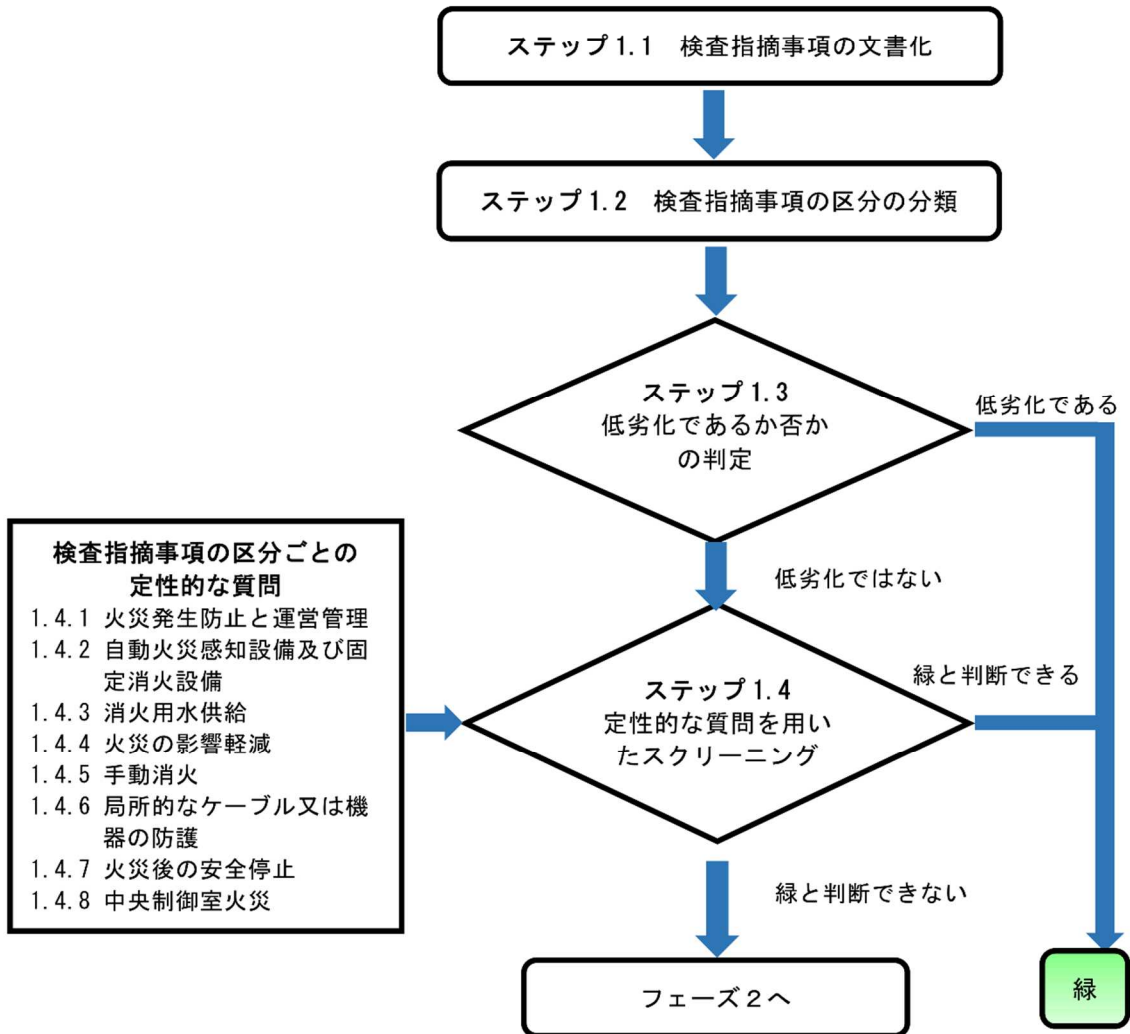 ステップ1.1 検査指摘事項の文書化
ステップ1.2 検査指摘事項の区分の分類
ステップ1.3
低劣化であるか否か
の判定
低劣化である
低劣化ではない
検査指摘事項の区分ごとの
定性的な質問
1.4.1 火災発生防止と運営管理
1.4.2 自動火災感知設備及び固
定消火設備
1.4.3 消火用水供給
1.4.4 火災の影響軽減
1.4.5 手動消火
1.4.6 局所的なケーブル又は機
器の防護
1.4.7 火災後の安全停止
1.4.8 中央制御室火災
ステップ1.4
定性的な質問を用い
たスクリーニング
緑と判断できる
緑と判断できない
フェーズ２へ
緑